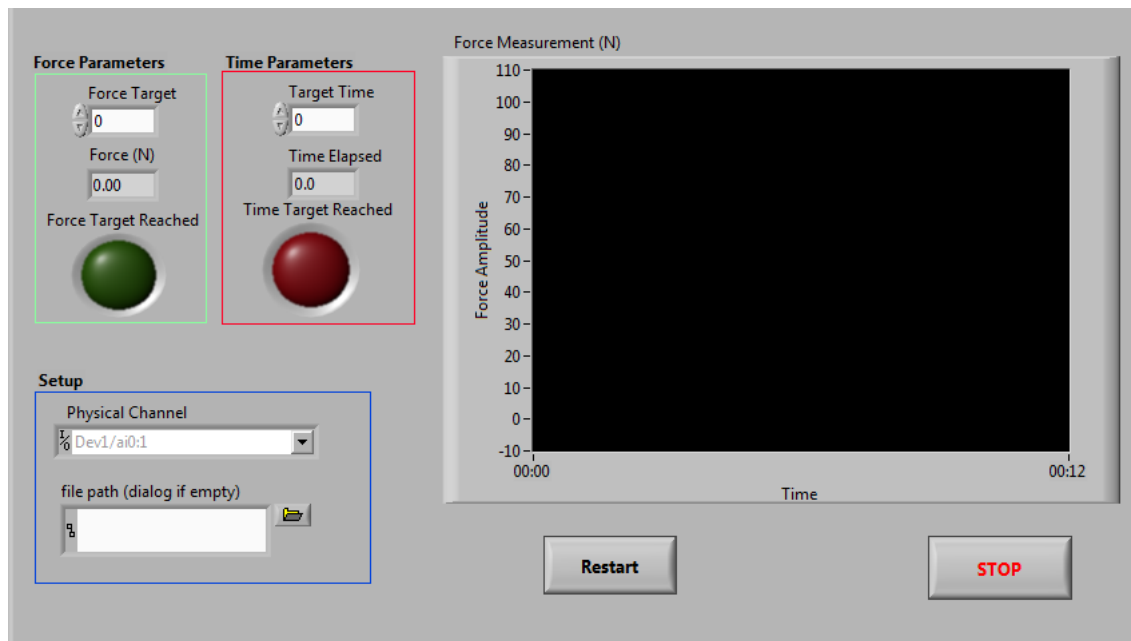 Force Parameters
Force Target
0
Force (N)
0.00
Force Target Reached
Time Parameters
Target Time
0
Time Elapsed
0.0
Time Target Reached
Setup
Physical Channel
I/O Dev1/ai0:1
file path (dialog if empty)
Force Measurement (N)
Force Amplitude
110
100
90
80
70
60
50
40
30
20
10
0
-10
00:00
00:12
Time
Restart
STOP